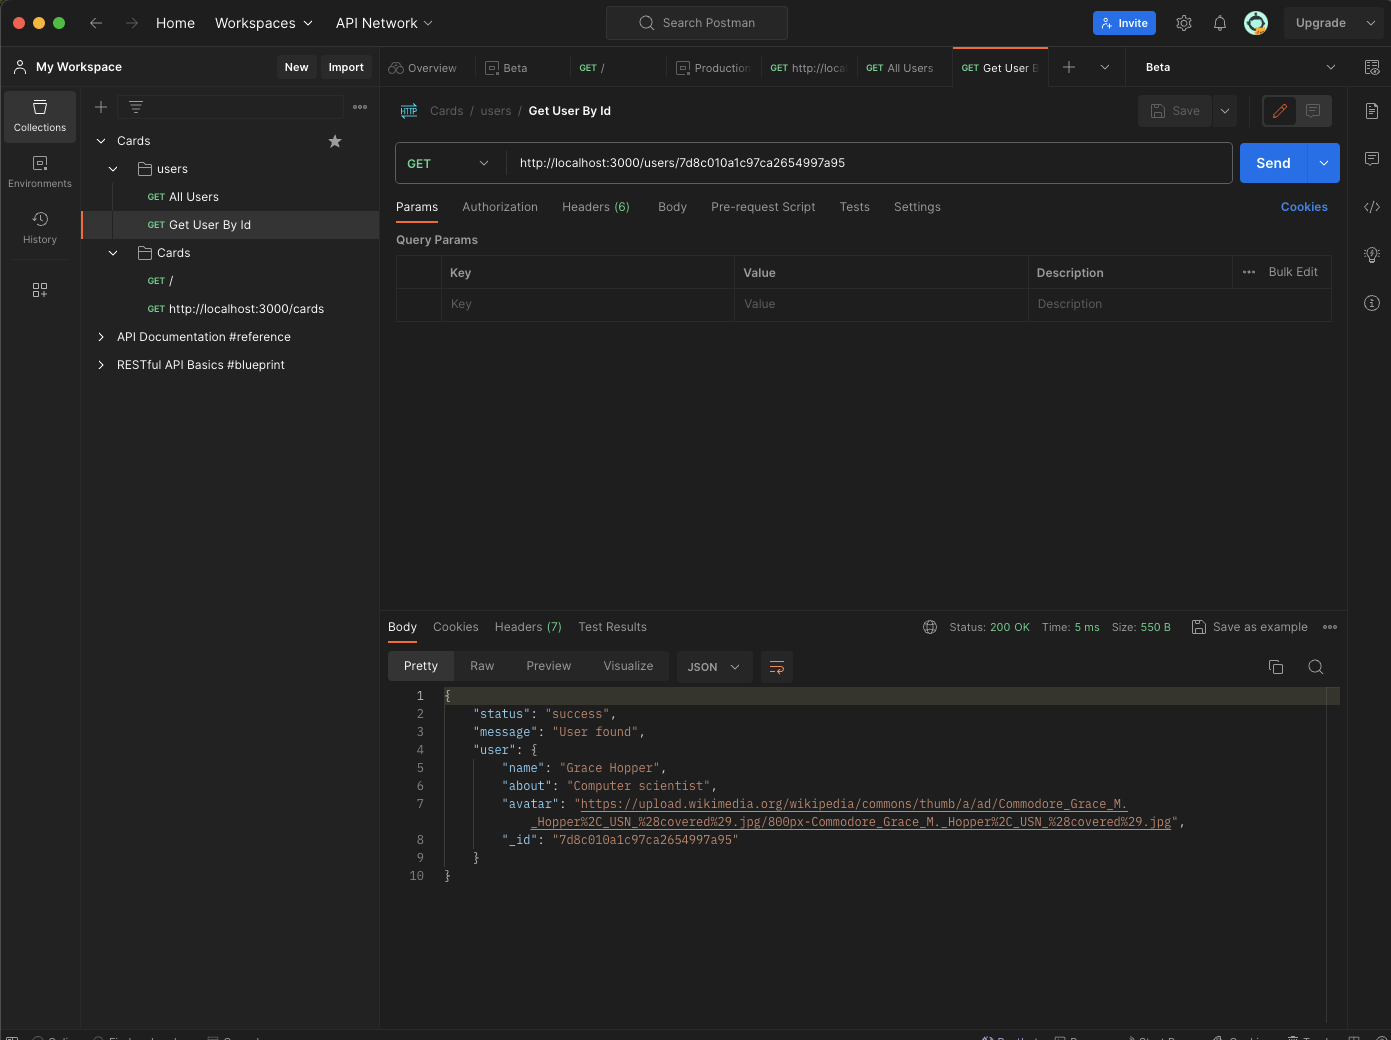 Home Workspaces API Network Search Postman Invite Upgrade
My Workspace New Import Overview Beta GET / Production GET http://loca GET All Users GET Get User B Beta
Collections
Environments
History
Cards
users
GET All Users
GET Get User By Id
Cards
GET /
GET http://localhost:3000/cards
API Documentation #reference
RESTful API Basics #blueprint
HTTP Cards / users / Get User By Id Save
GET http://localhost:3000/users/7d8c010a1c97ca2654997a95 Send
Params Authorization Headers (6) Body Pre-request Script Tests Settings Cookies
Query Params
Key Value Description Bulk Edit
Key Value Description
Body Cookies Headers (7) Test Results Status: 200 OK Time: 5 ms Size: 550 B Save as example
Pretty Raw Preview Visualize JSON
1 {
2 "status": "success",
3 "message": "User found",
4 "user": {
5 "name": "Grace Hopper",
6 "about": "Computer scientist",
7 "avatar": "https://upload.wikimedia.org/wikipedia/commons/thumb/a/ad/Commodore_Grace_M.
_Hopper%2C_USN_%28covered%29.jpg/800px-Commodore_Grace_M._Hopper%2C_USN_%28covered%29.jpg",
8 "_id": "7d8c010a1c97ca2654997a95"
9 }
10 }